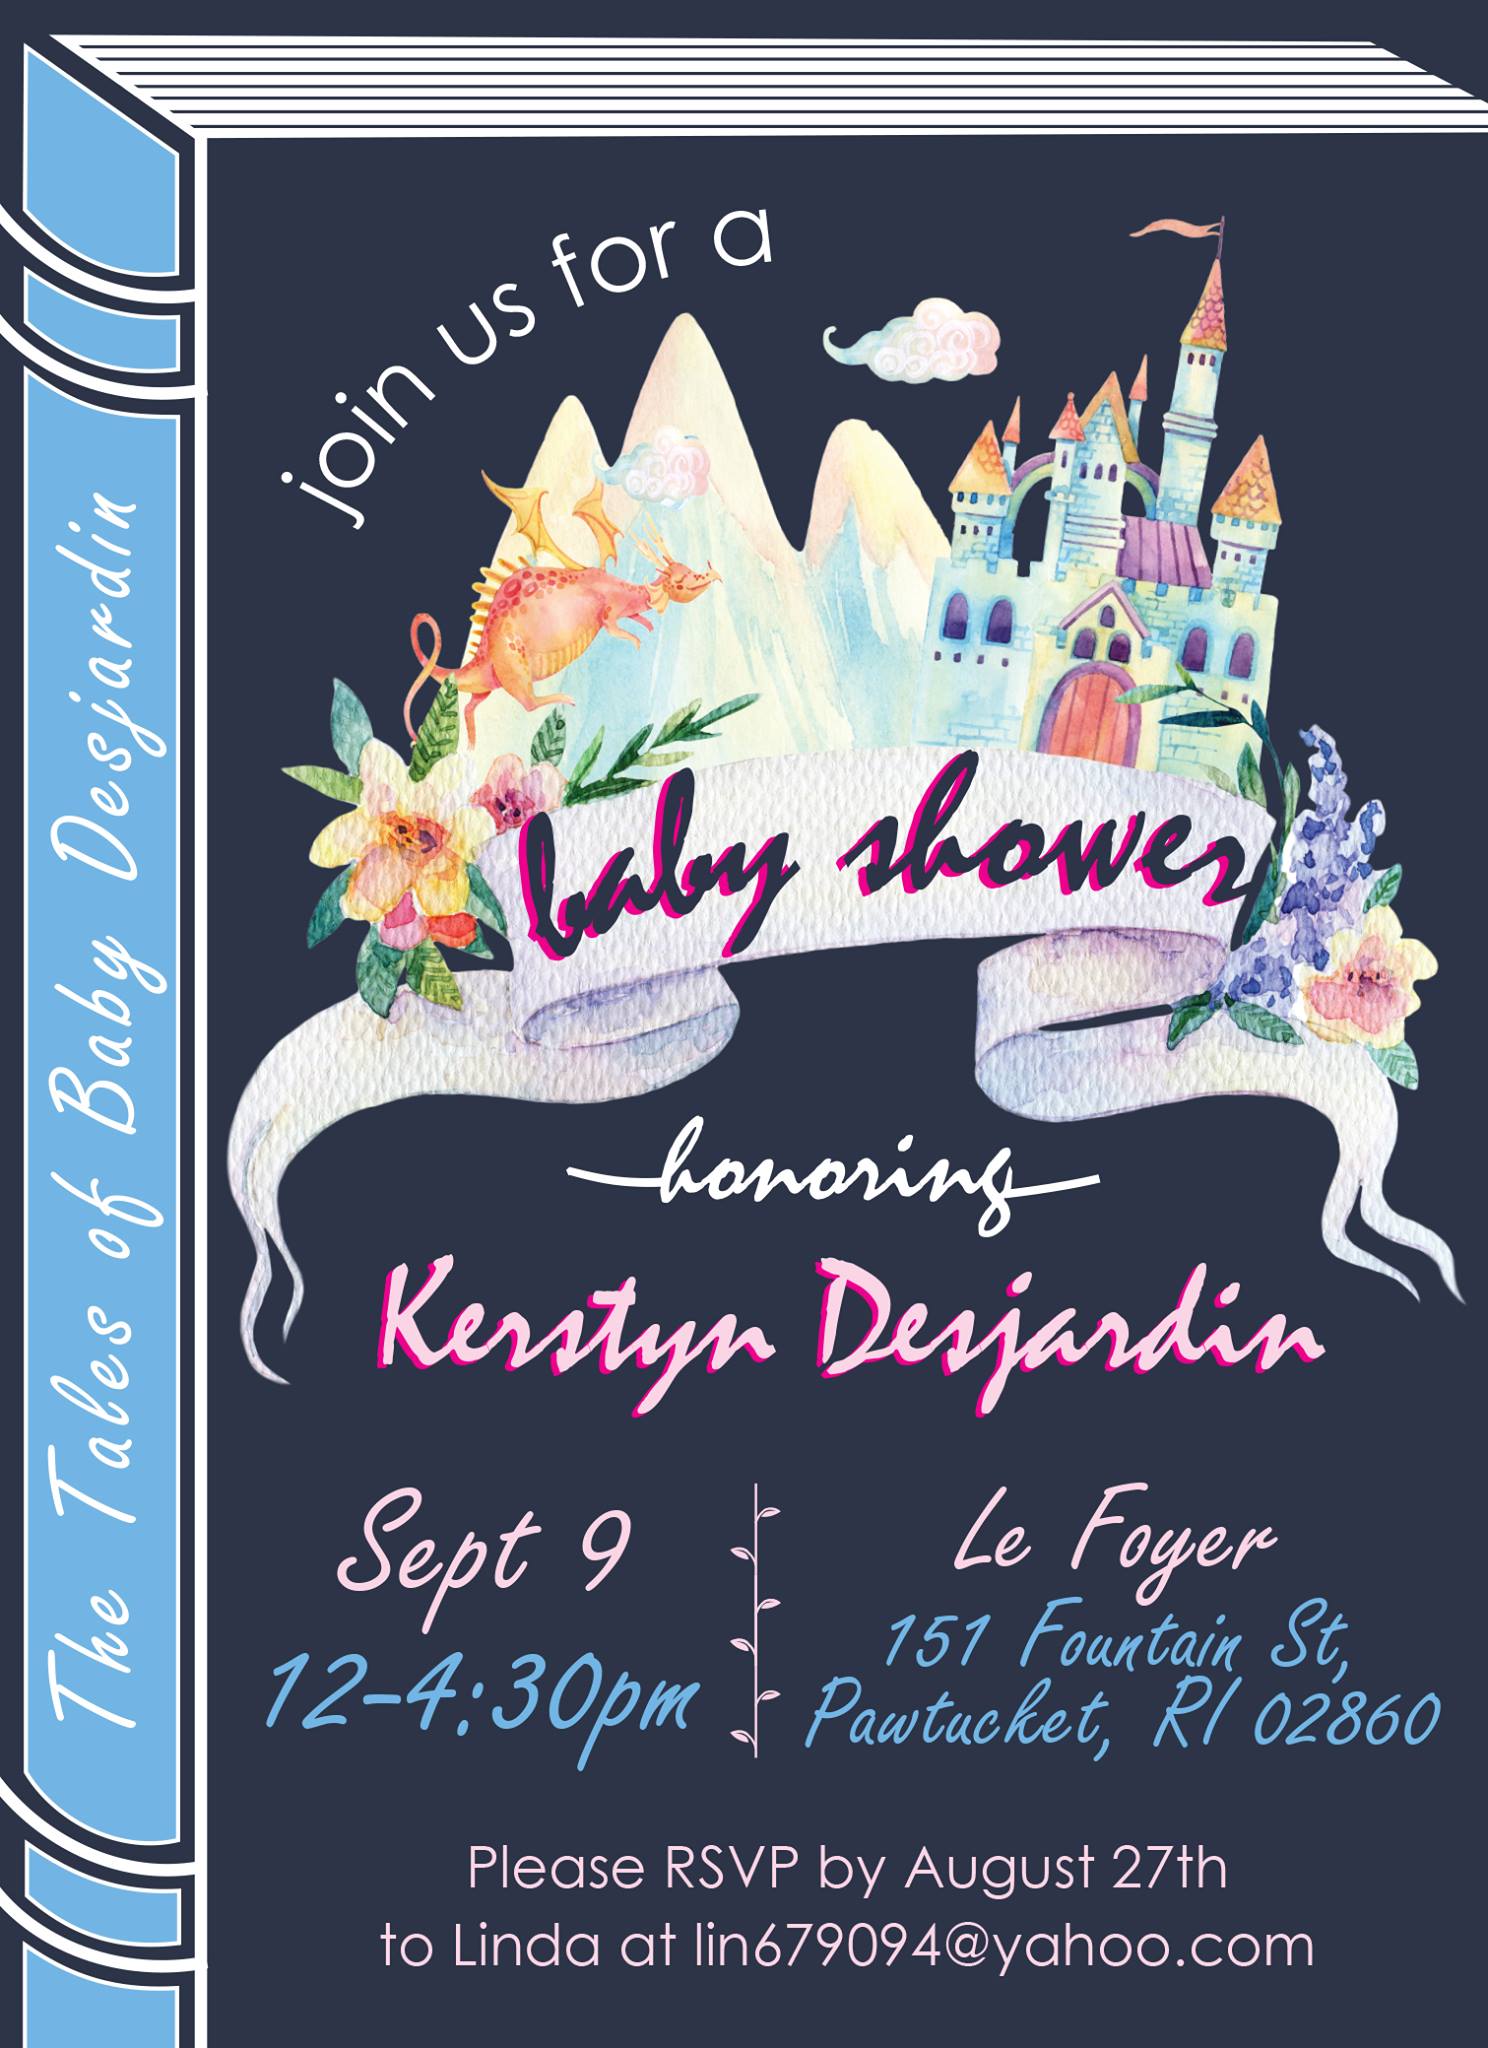 The Tales of Baby Desjardin
join us for a
baby shower
honoring
Kerstyn Desjardin
Sept 9
12-4:30pm
Le Foyer
151 Fountain St,
Pawtucket, RI 02860
Please RSVP by August 27th
to Linda at lin679094@yahoo.com